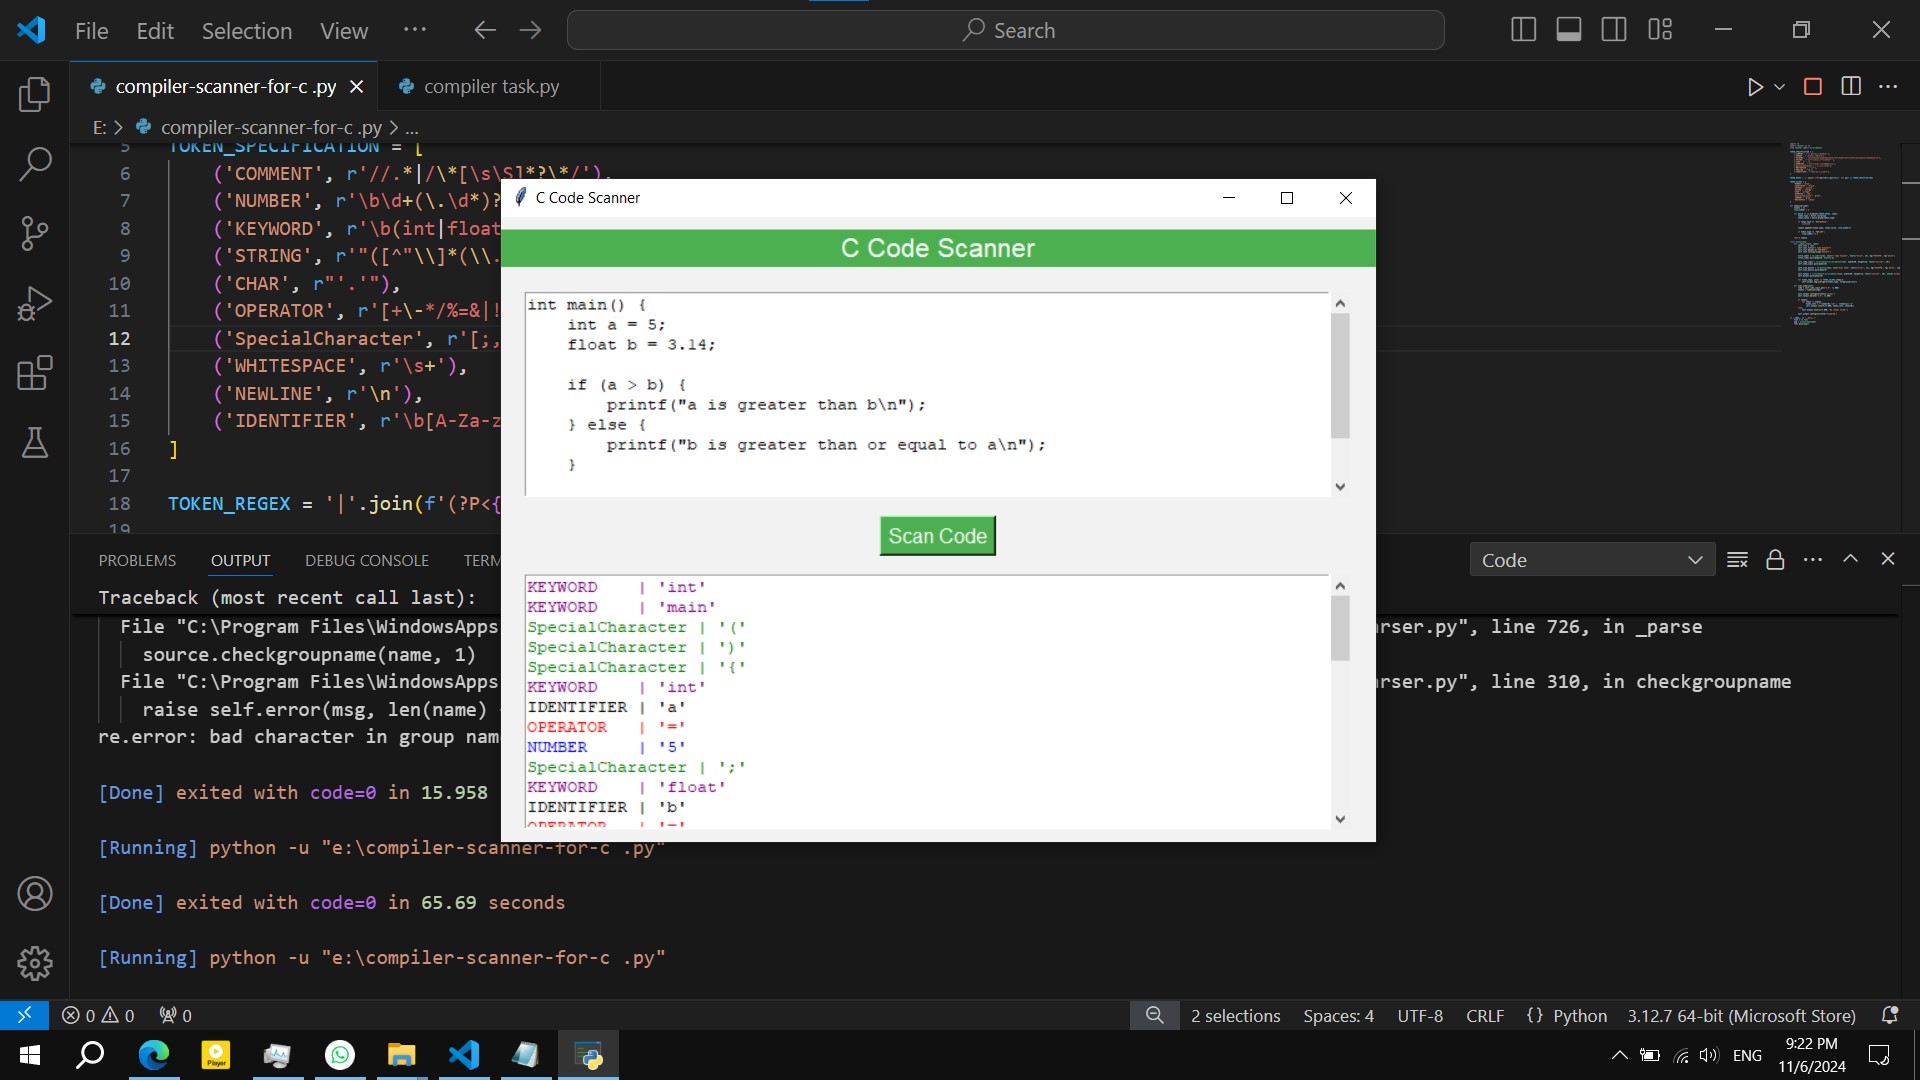 File Edit Selection View ··· Search
compiler-scanner-for-c .py compiler task.py
E: > compiler-scanner-for-c .py > ...
5 TOKEN_SPECIFICATION = [
6 ('COMMENT', r'//.*|/\*[\s\S]*?\*/'),
7 ('NUMBER', r'\b\d+(\.\d*)?
8 ('KEYWORD', r'\b(int|float
9 ('STRING', r'"([^"\\]*(\\.
10 ('CHAR', r"'.'"),
11 ('OPERATOR', r'[+\-*/%=&|!
12 ('SpecialCharacter', r'[;,
13 ('WHITESPACE', r'\s+'),
14 ('NEWLINE', r'\n'),
15 ('IDENTIFIER', r'\b[A-Za-z
16 ]
17
18 TOKEN_REGEX = '|'.join(f'(?P<{
19
C Code Scanner
C Code Scanner
int main() {
    int a = 5;
    float b = 3.14;
    if (a > b) {
        printf("a is greater than b\n");
    } else {
        printf("b is greater than or equal to a\n");
    }
Scan Code
KEYWORD    | 'int'
KEYWORD    | 'main'
SpecialCharacter | '('
SpecialCharacter | ')'
SpecialCharacter | '{'
KEYWORD    | 'int'
IDENTIFIER | 'a'
OPERATOR   | '='
NUMBER     | '5'
SpecialCharacter | ';'
KEYWORD    | 'float'
IDENTIFIER | 'b'
OPERATOR   | '='
PROBLEMS OUTPUT DEBUG CONSOLE TERM Code
Traceback (most recent call last):
File "C:\Program Files\WindowsApps rser.py", line 726, in _parse
source.checkgroupname(name, 1)
File "C:\Program Files\WindowsApps rser.py", line 310, in checkgroupname
raise self.error(msg, len(name)
re.error: bad character in group nam
[Done] exited with code=0 in 15.958
[Running] python -u "e:\compiler-scanner-for-c .py"
[Done] exited with code=0 in 65.69 seconds
[Running] python -u "e:\compiler-scanner-for-c .py"
0 0 0 2 selections Spaces: 4 UTF-8 CRLF {} Python 3.12.7 64-bit (Microsoft Store)
Player
ENG
9:22 PM
11/6/2024